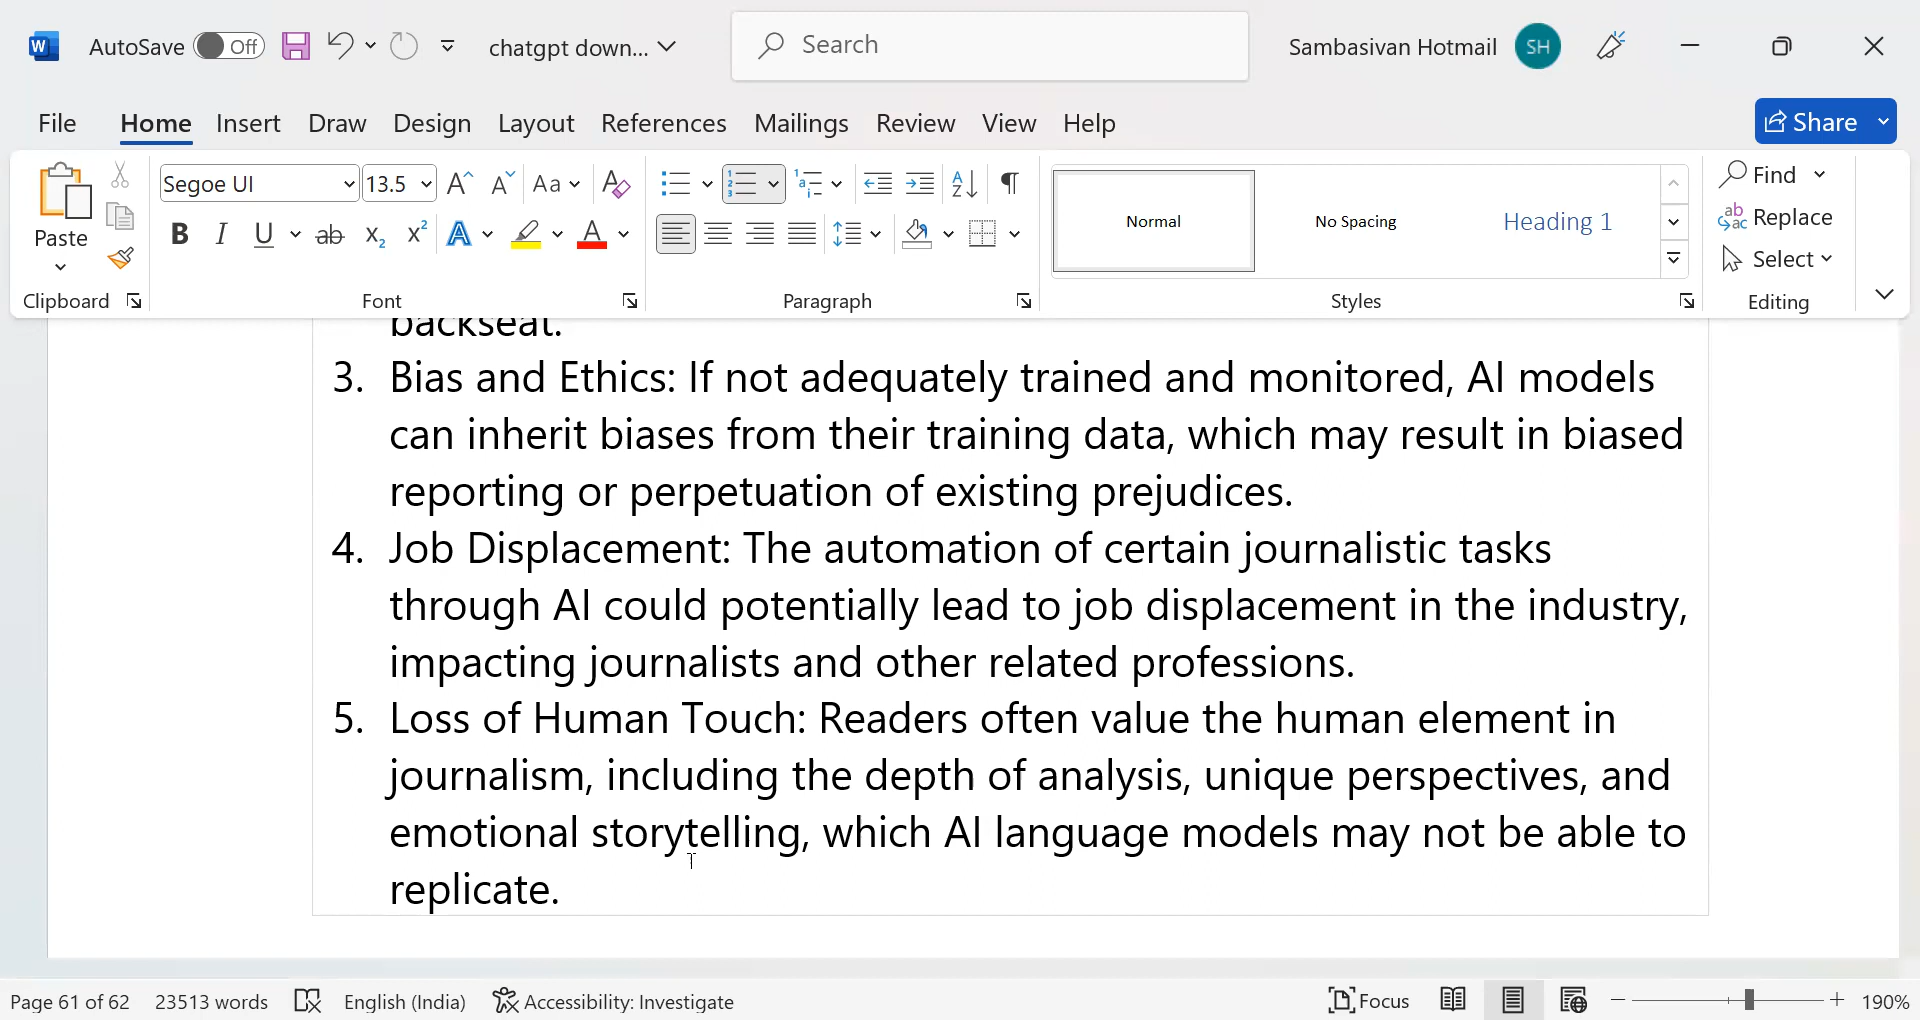 W AutoSave Off chatgpt down... Search Sambasivan Hotmail SH
File Home Insert Draw Design Layout References Mailings Review View Help Share
Paste
Clipboard
Segoe UI 13.5 A A Aa A
B I U ab x2 x2 A A
Font
Paragraph
Normal No Spacing Heading 1
Styles
Find
Replace
Select
Editing
backseat.
3. Bias and Ethics: If not adequately trained and monitored, AI models
can inherit biases from their training data, which may result in biased
reporting or perpetuation of existing prejudices.
4. Job Displacement: The automation of certain journalistic tasks
through AI could potentially lead to job displacement in the industry,
impacting journalists and other related professions.
5. Loss of Human Touch: Readers often value the human element in
journalism, including the depth of analysis, unique perspectives, and
emotional storytelling, which AI language models may not be able to
replicate.
Page 61 of 62 23513 words English (India) Accessibility: Investigate Focus 190%